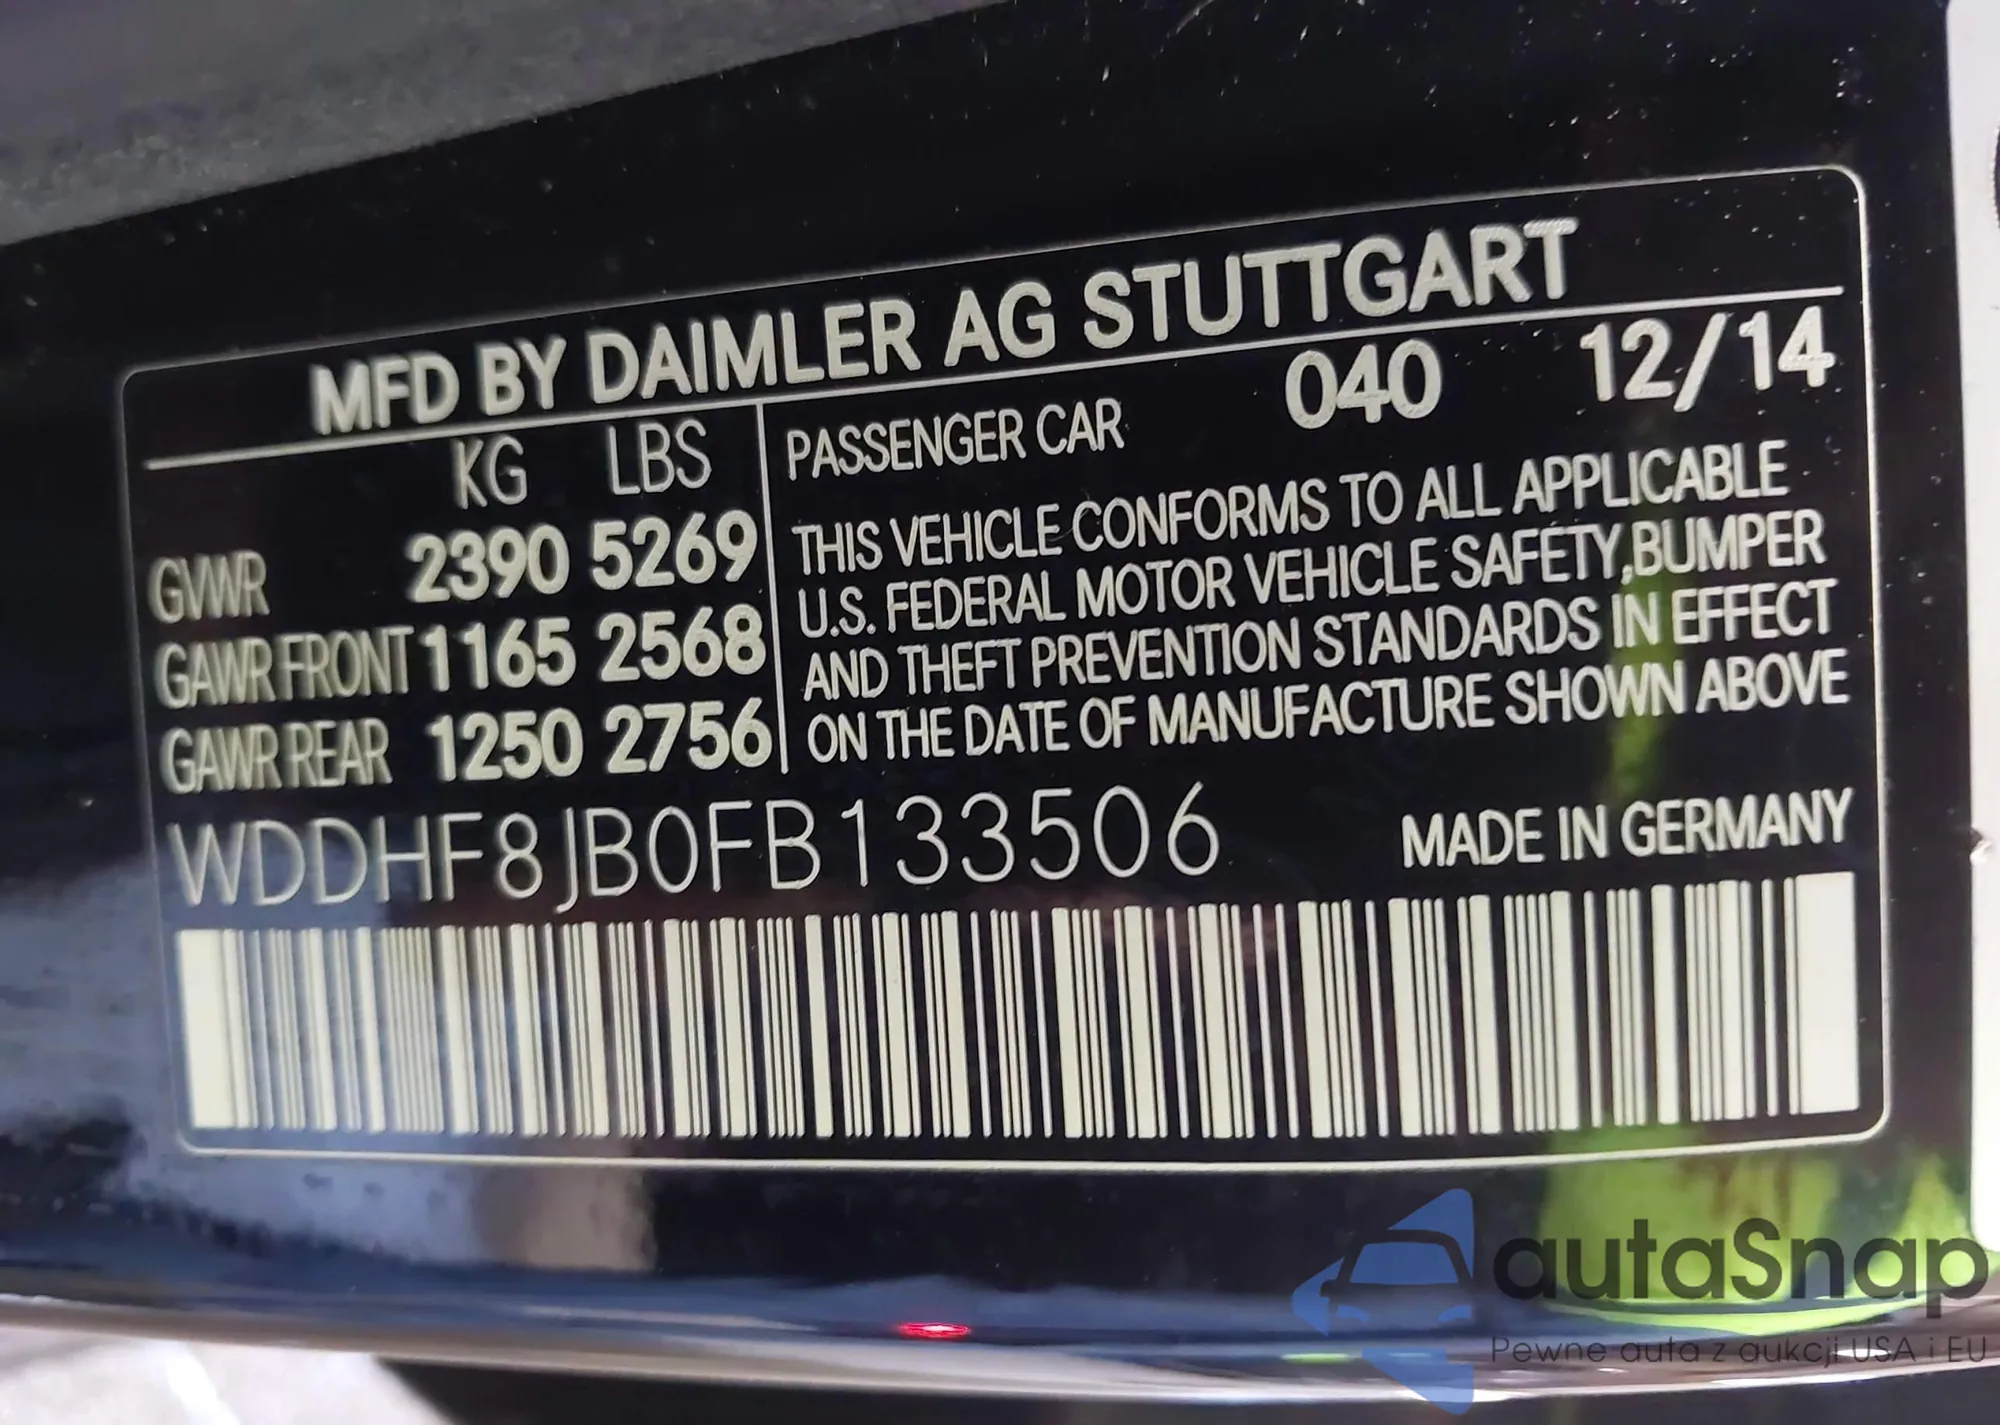 MFD BY DAIMLER AG STUTTGART
KG LBS
GVWR 2390 5269
GAWR FRONT 1165 2568
GAWR REAR 1250 2756
PASSENGER CAR 040 12/14
THIS VEHICLE CONFORMS TO ALL APPLICABLE
U.S. FEDERAL MOTOR VEHICLE SAFETY,BUMPER
AND THEFT PREVENTION STANDARDS IN EFFECT
ON THE DATE OF MANUFACTURE SHOWN ABOVE
WDDHF8JB0FB133506
MADE IN GERMANY
autaSnap
Pewne auta z aukcji USA i EU